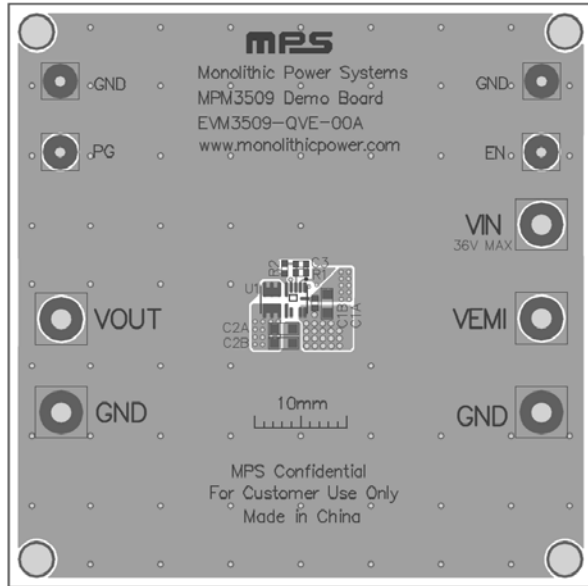 mps
Monolithic Power Systems
MPM3509 Demo Board
EVM3509-QVE-00A
www.monolithicpower.com
GND
GND
PG
EN
VIN
36V MAX
R2
C3
R1
U1
C1B
C1A
C2A
C2B
VOUT
VEMI
GND
GND
10mm
MPS Confidential
For Customer Use Only
Made in China